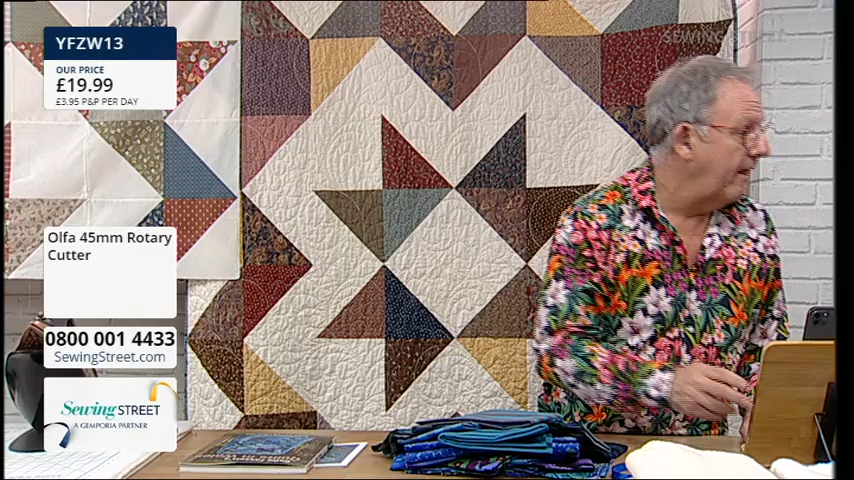 YFZW13
OUR PRICE
£19.99
£3.95 P&P PER DAY
Olfa 45mm Rotary
Cutter
0800 001 4433
SewingStreet.com
Sewing STREET
A GEMPORIA PARTNER
SEWINGSTREET